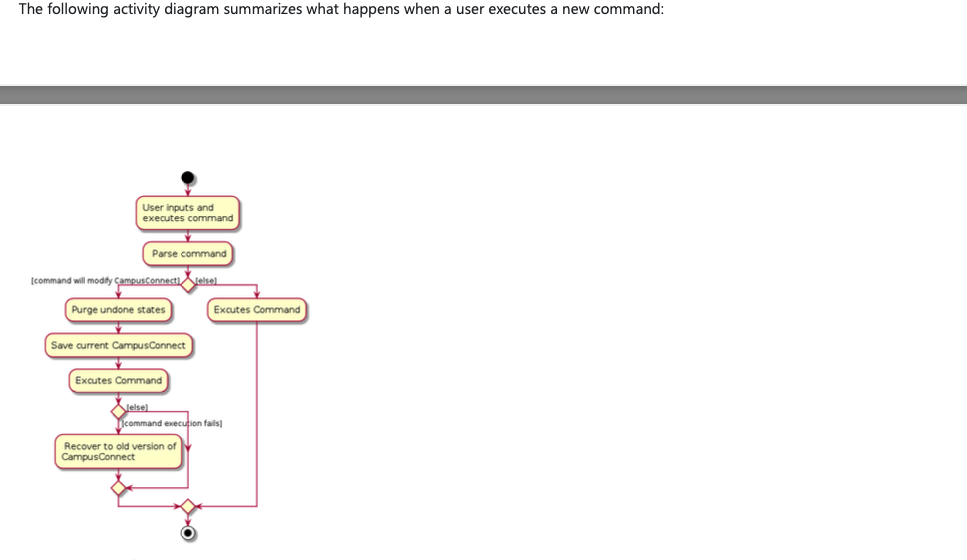 The following activity diagram summarizes what happens when a user executes a new command:
User inputs and
executes command
Parse command
[command will modify CampusConnect]
[else]
Purge undone states
Excutes Command
Save current CampusConnect
Excutes Command
[else]
[command execution fails]
Recover to old version of
CampusConnect